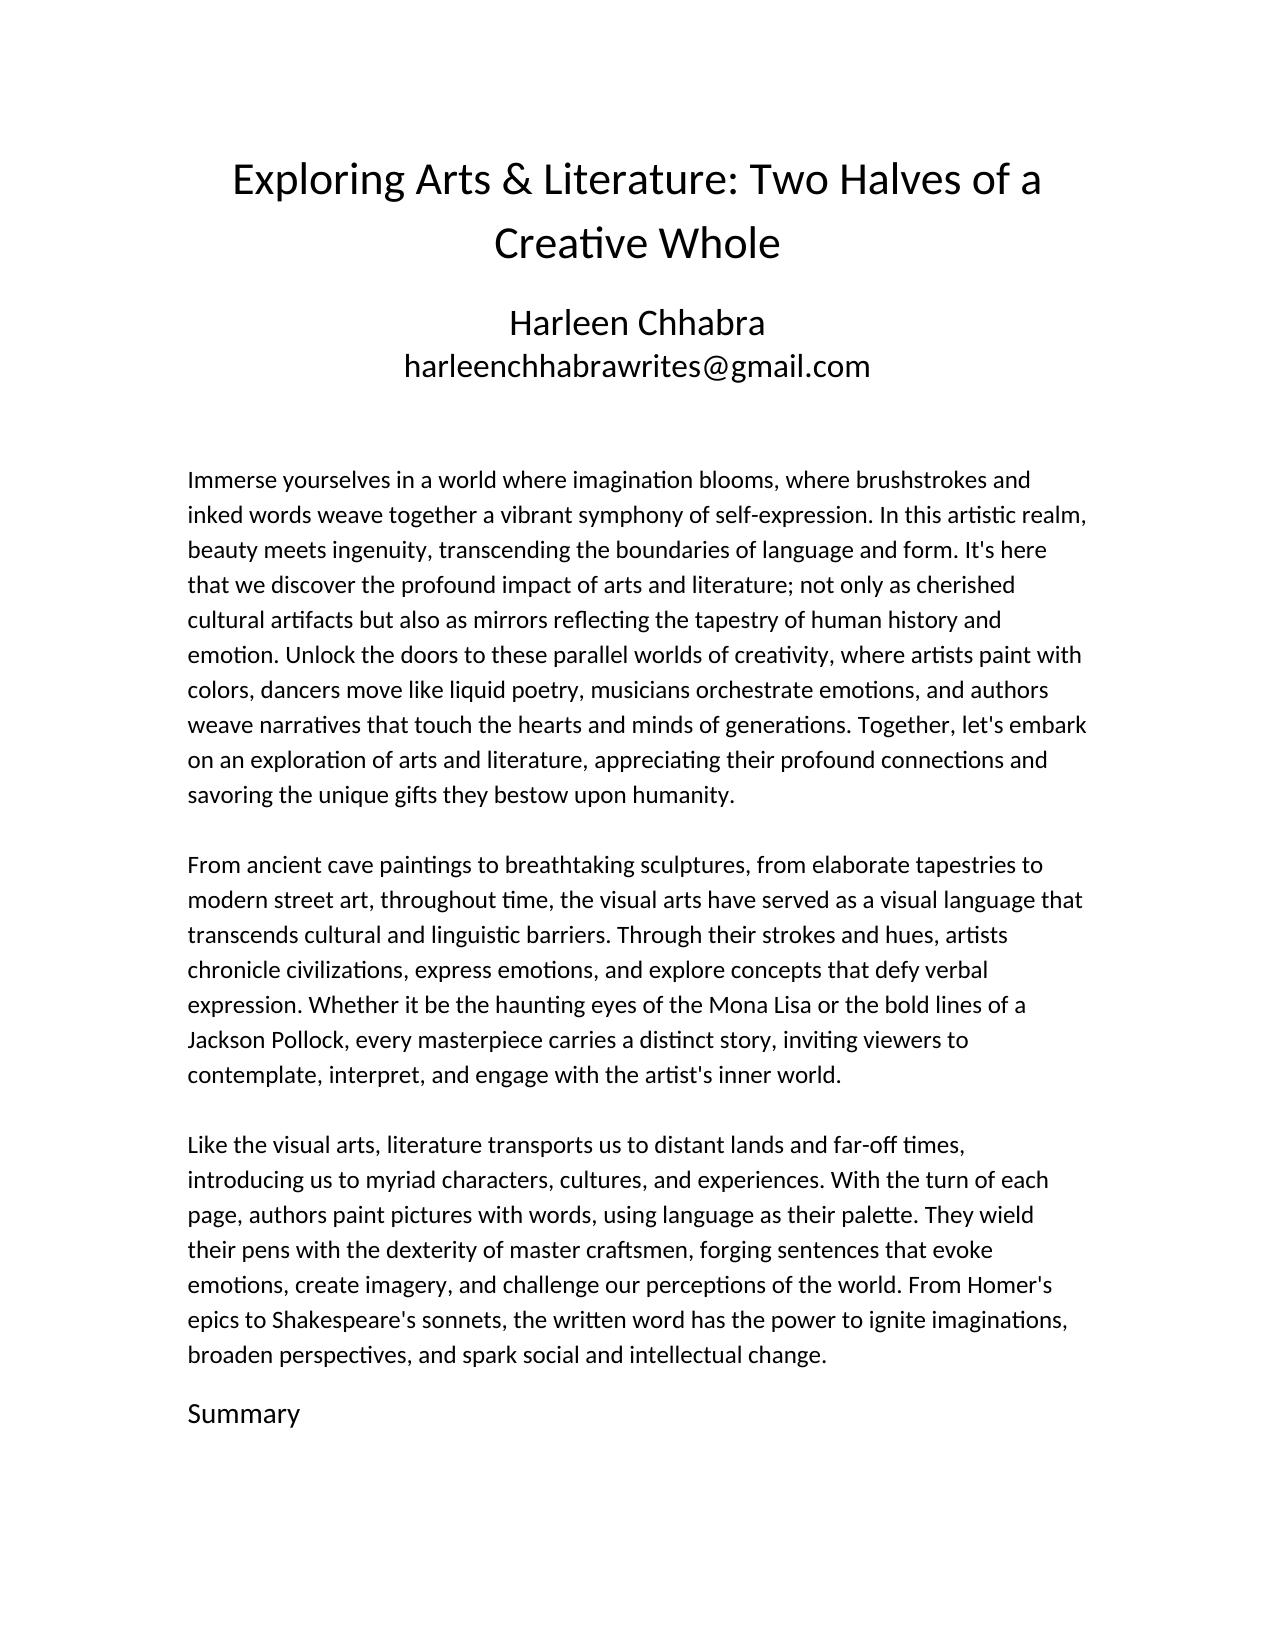 Exploring Arts & Literature: Two Halves of a
Creative Whole
Harleen Chhabra
harleenchhabrawrites@gmail.com
Immerse yourselves in a world where imagination blooms, where brushstrokes and
inked words weave together a vibrant symphony of self-expression. In this artistic realm,
beauty meets ingenuity, transcending the boundaries of language and form. It's here
that we discover the profound impact of arts and literature; not only as cherished
cultural artifacts but also as mirrors reflecting the tapestry of human history and
emotion. Unlock the doors to these parallel worlds of creativity, where artists paint with
colors, dancers move like liquid poetry, musicians orchestrate emotions, and authors
weave narratives that touch the hearts and minds of generations. Together, let's embark
on an exploration of arts and literature, appreciating their profound connections and
savoring the unique gifts they bestow upon humanity.
From ancient cave paintings to breathtaking sculptures, from elaborate tapestries to
modern street art, throughout time, the visual arts have served as a visual language that
transcends cultural and linguistic barriers. Through their strokes and hues, artists
chronicle civilizations, express emotions, and explore concepts that defy verbal
expression. Whether it be the haunting eyes of the Mona Lisa or the bold lines of a
Jackson Pollock, every masterpiece carries a distinct story, inviting viewers to
contemplate, interpret, and engage with the artist's inner world.
Like the visual arts, literature transports us to distant lands and far-off times,
introducing us to myriad characters, cultures, and experiences. With the turn of each
page, authors paint pictures with words, using language as their palette. They wield
their pens with the dexterity of master craftsmen, forging sentences that evoke
emotions, create imagery, and challenge our perceptions of the world. From Homer's
epics to Shakespeare's sonnets, the written word has the power to ignite imaginations,
broaden perspectives, and spark social and intellectual change.
Summary